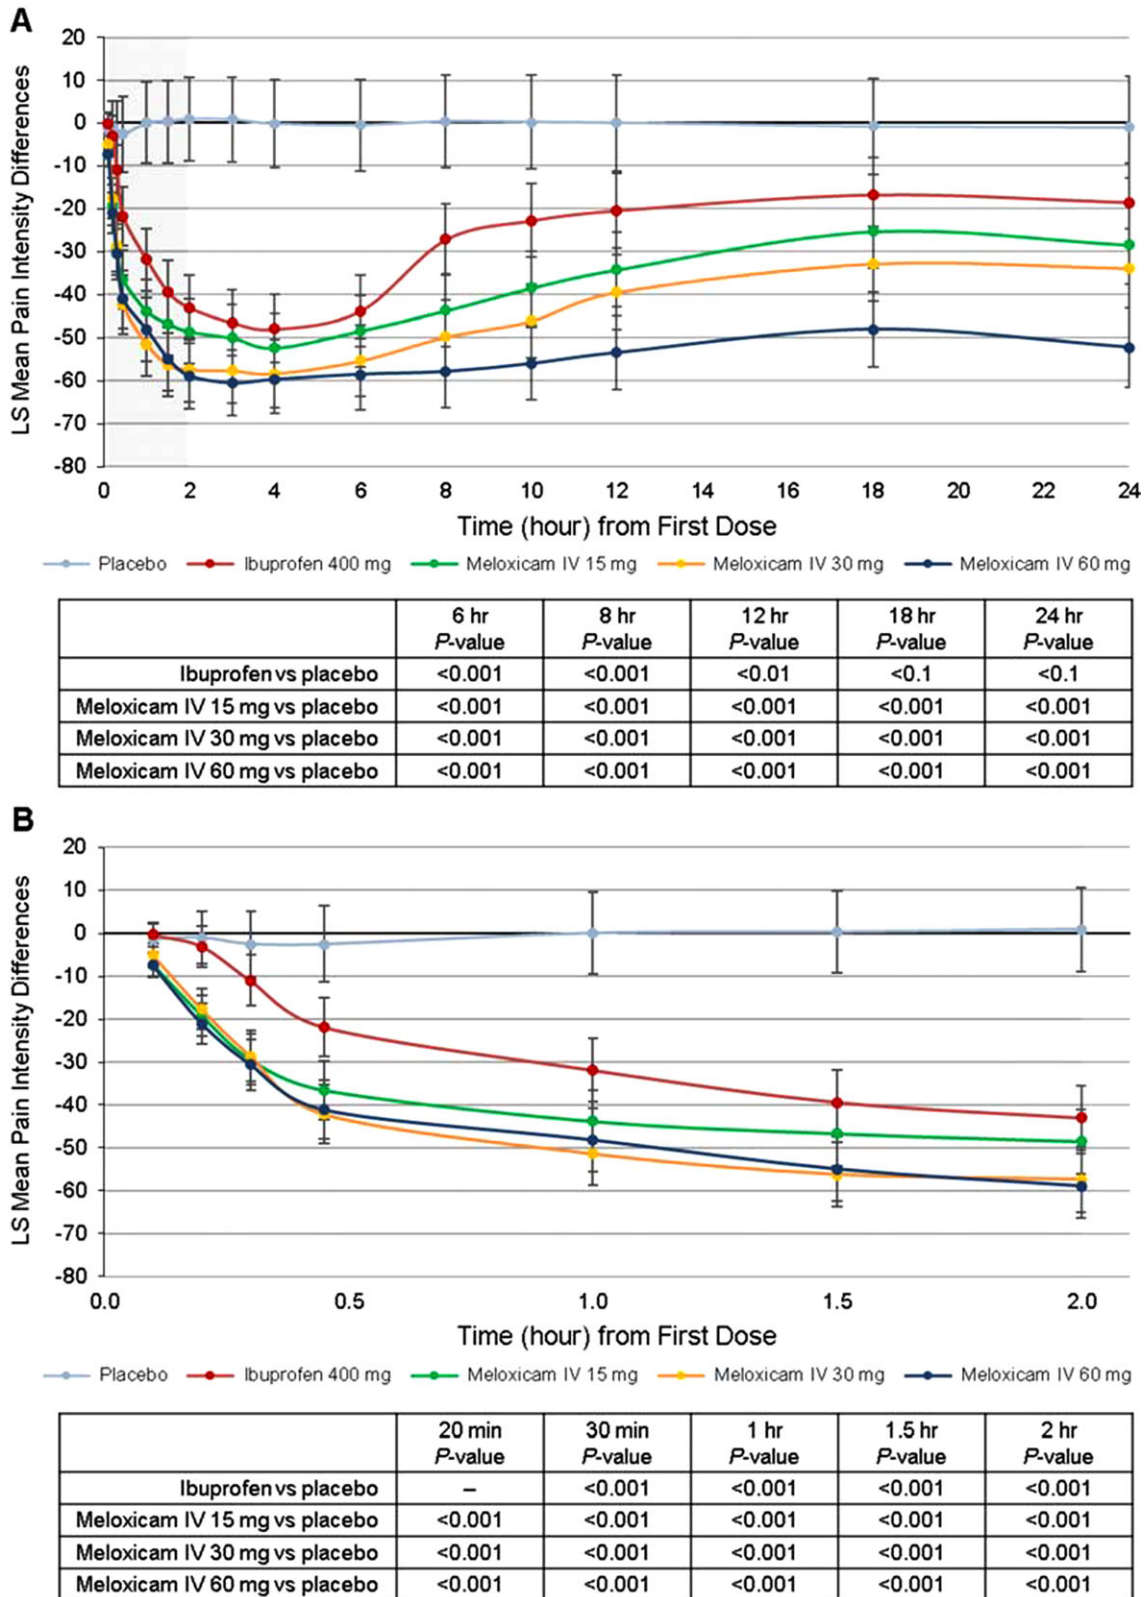 A
LS Mean Pain Intensity Differences
20
10
0
-10
-20
-30
-40
-50
-60
-70
-80
0 2 4 6 8 10 12 14 16 18 20 22 24
Time (hour) from First Dose
Placebo Ibuprofen 400 mg Meloxicam IV 15 mg Meloxicam IV 30 mg Meloxicam IV 60 mg
6 hr 8 hr 12 hr 18 hr 24 hr
P-value P-value P-value P-value P-value
Ibuprofen vs placebo <0.001 <0.001 <0.01 <0.1 <0.1
Meloxicam IV 15 mg vs placebo <0.001 <0.001 <0.001 <0.001 <0.001
Meloxicam IV 30 mg vs placebo <0.001 <0.001 <0.001 <0.001 <0.001
Meloxicam IV 60 mg vs placebo <0.001 <0.001 <0.001 <0.001 <0.001
B
LS Mean Pain Intensity Differences
20
10
0
-10
-20
-30
-40
-50
-60
-70
-80
0.0 0.5 1.0 1.5 2.0
Time (hour) from First Dose
Placebo Ibuprofen 400 mg Meloxicam IV 15 mg Meloxicam IV 30 mg Meloxicam IV 60 mg
20 min 30 min 1 hr 1.5 hr 2 hr
P-value P-value P-value P-value P-value
Ibuprofen vs placebo – <0.001 <0.001 <0.001 <0.001
Meloxicam IV 15 mg vs placebo <0.001 <0.001 <0.001 <0.001 <0.001
Meloxicam IV 30 mg vs placebo <0.001 <0.001 <0.001 <0.001 <0.001
Meloxicam IV 60 mg vs placebo <0.001 <0.001 <0.001 <0.001 <0.001